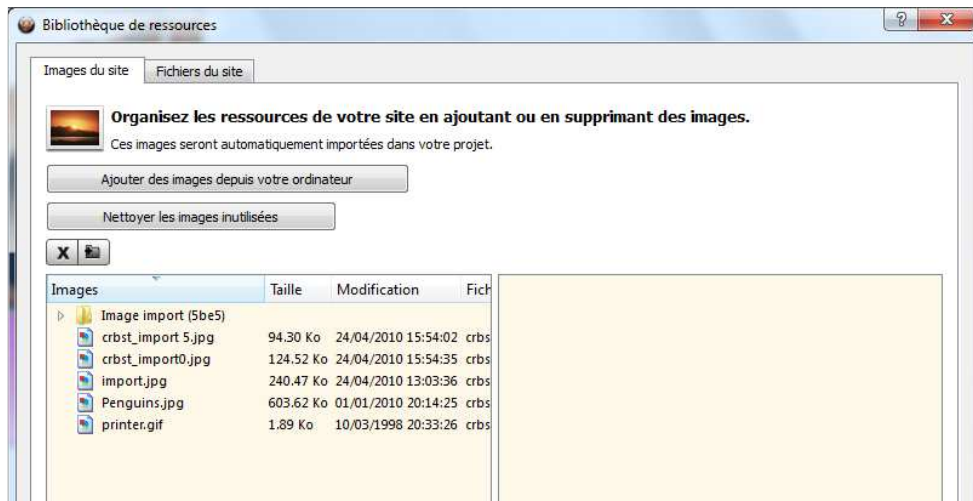 Bibliothèque de ressources
Images du site Fichiers du site
Organisez les ressources de votre site en ajoutant ou en supprimant des images.
Ces images seront automatiquement importées dans votre projet.
Ajouter des images depuis votre ordinateur
Nettoyer les images inutilisées
Images Taille Modification Fich
Image import (5be5)
crbst_import 5.jpg 94.30 Ko 24/04/2010 15:54:02 crbs
crbst_import0.jpg 124.52 Ko 24/04/2010 15:54:35 crbs
import.jpg 240.47 Ko 24/04/2010 13:03:36 crbs
Penguins.jpg 603.62 Ko 01/01/2010 20:14:25 crbs
printer.gif 1.89 Ko 10/03/1998 20:33:26 crbs